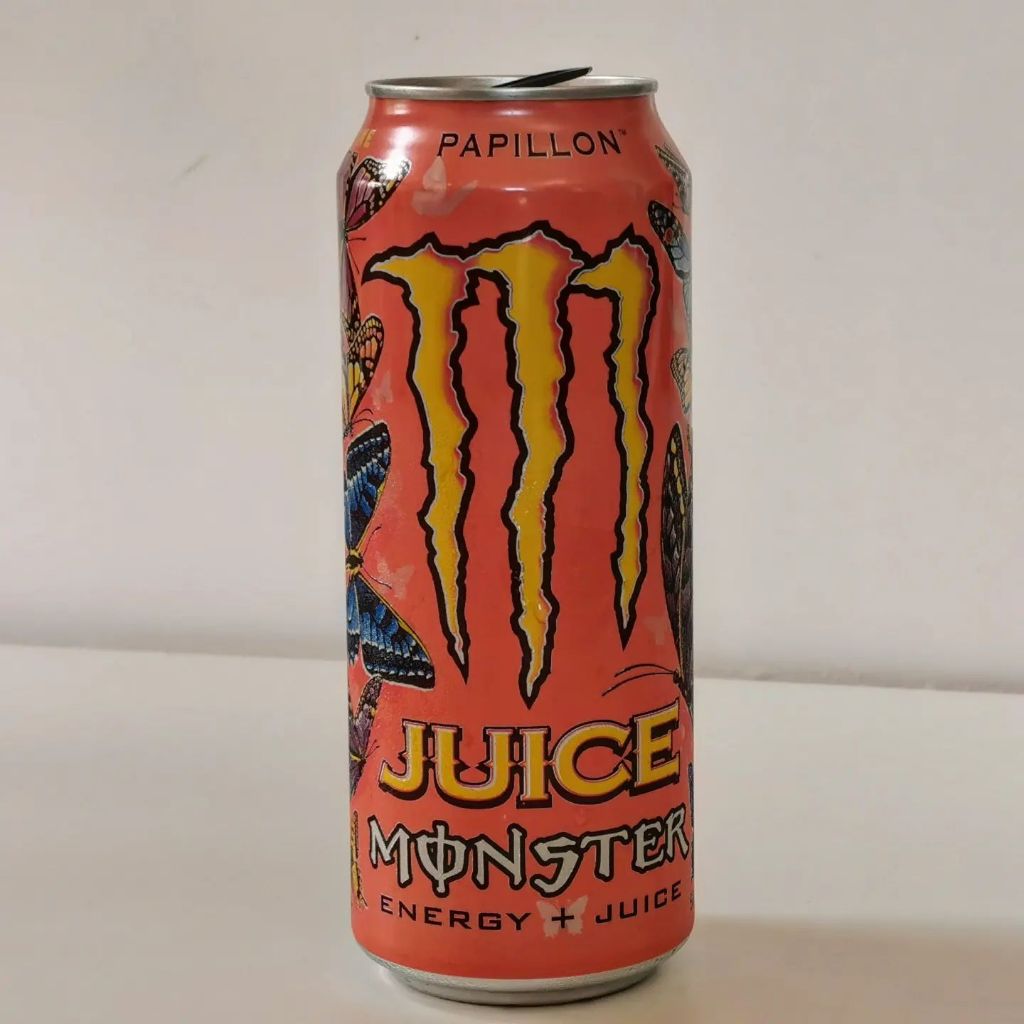 PAPILLON™
JUICE
MONSTER
ENERGY + JUICE